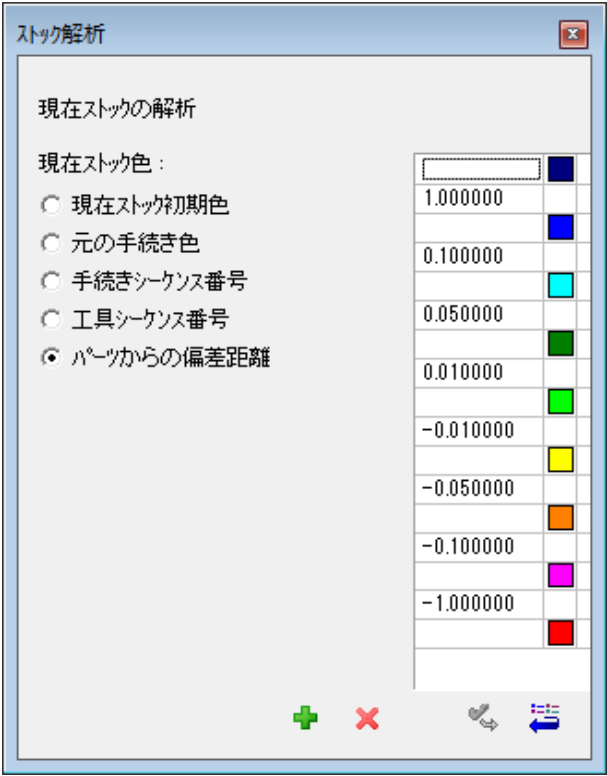 ストック解析
現在ストックの解析
現在ストック色 :
現在ストック初期色
元の手続き色
手続きシーケンス番号
工具シーケンス番号
パーツからの偏差距離
1.000000
0.100000
0.050000
0.010000
-0.010000
-0.050000
-0.100000
-1.000000